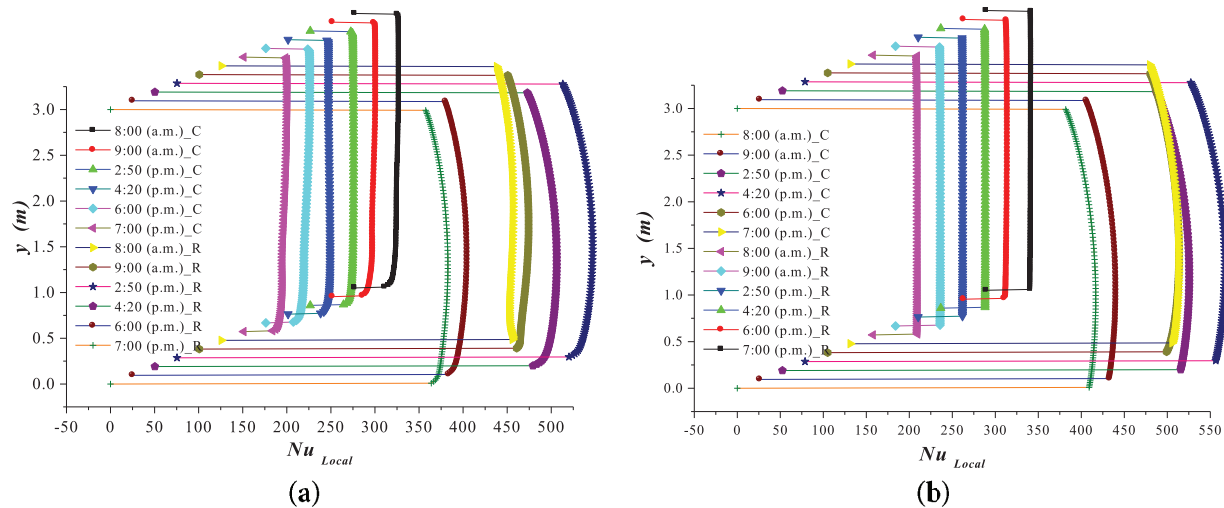 (a)
3.0
2.5
2.0
1.5
1.0
0.5
0.0
y (m)
8:00 (a.m.)_C
9:00 (a.m.)_C
2:50 (p.m.)_C
4:20 (p.m.)_C
6:00 (p.m.)_C
7:00 (p.m.)_C
8:00 (a.m.)_R
9:00 (a.m.)_R
2:50 (p.m.)_R
4:20 (p.m.)_R
6:00 (p.m.)_R
7:00 (p.m.)_R
-50 0 50 100 150 200 250 300 350 400 450 500
Nu Local
(a)
3.0
2.5
2.0
1.5
1.0
0.5
0.0
y (m)
8:00 (a.m.)_C
9:00 (a.m.)_C
2:50 (p.m.)_C
4:20 (p.m.)_C
6:00 (p.m.)_C
7:00 (p.m.)_C
8:00 (a.m.)_R
9:00 (a.m.)_R
2:50 (p.m.)_R
4:20 (p.m.)_R
6:00 (p.m.)_R
7:00 (p.m.)_R
-50 0 50 100 150 200 250 300 350 400 450 500 550
Nu Local
(b)